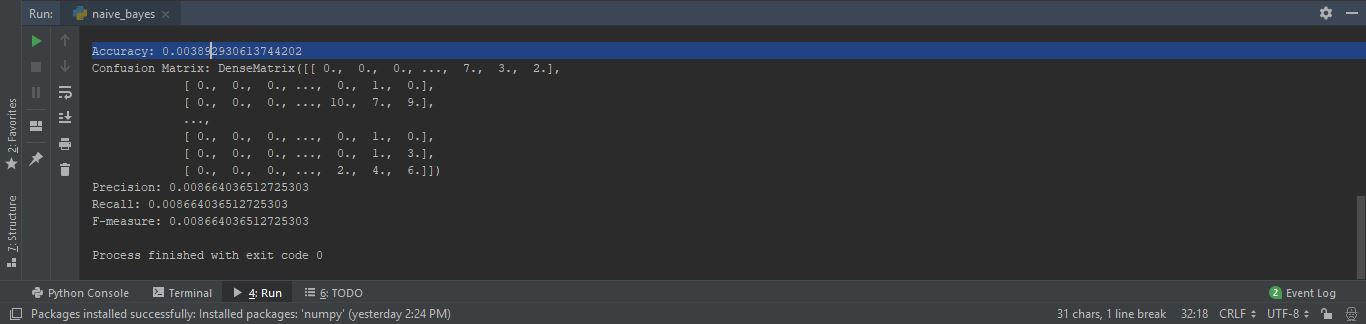 Run: naive_bayes ×
Accuracy: 0.003892930613744202
Confusion Matrix: DenseMatrix([[ 0., 0., 0., ..., 7., 3., 2.],
[ 0., 0., 0., ..., 0., 1., 0.],
[ 0., 0., 0., ..., 10., 7., 9.],
...,
[ 0., 0., 0., ..., 0., 1., 0.],
[ 0., 0., 0., ..., 0., 1., 3.],
[ 0., 0., 0., ..., 2., 4., 6.]])
Precision: 0.008664036512725303
Recall: 0.008664036512725303
F-measure: 0.008664036512725303
Process finished with exit code 0
2: Favorites
7: Structure
Python Console Terminal 4: Run 6: TODO 2 Event Log
Packages installed successfully: Installed packages: 'numpy' (yesterday 2:24 PM) 31 chars, 1 line break 32:18 CRLF UTF-8